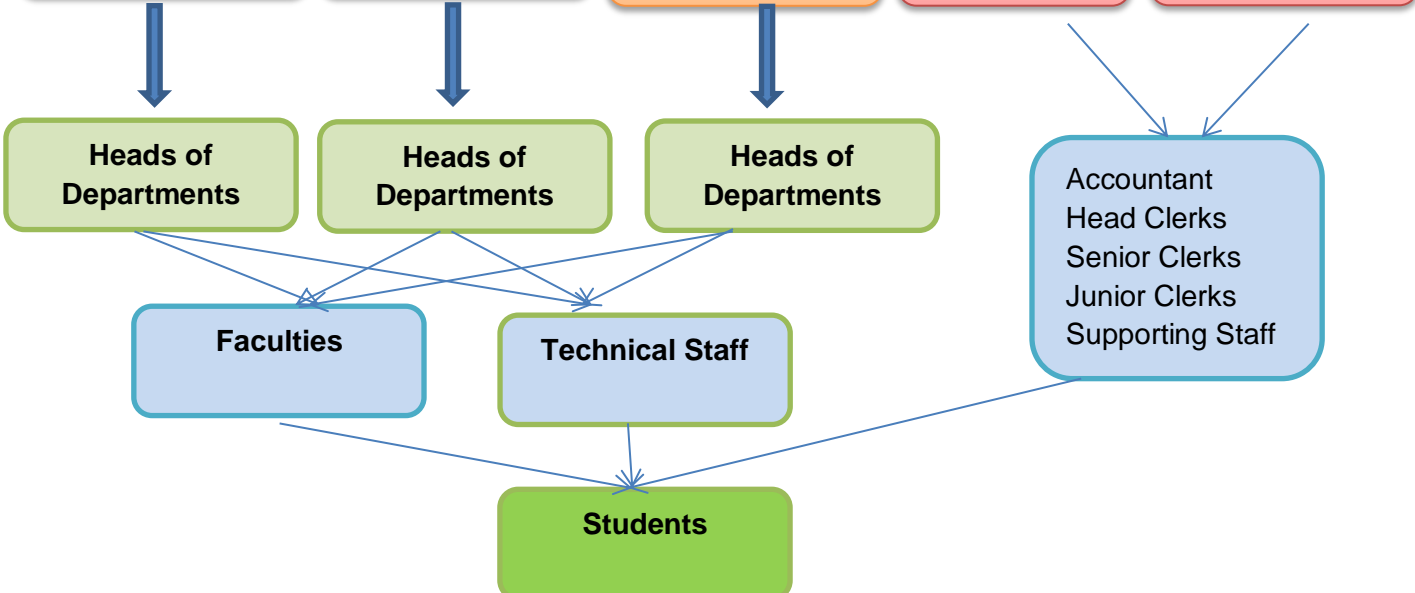 Heads of
Departments
Heads of
Departments
Heads of
Departments
Accountant
Head Clerks
Senior Clerks
Junior Clerks
Supporting Staff
Faculties
Technical Staff
Students